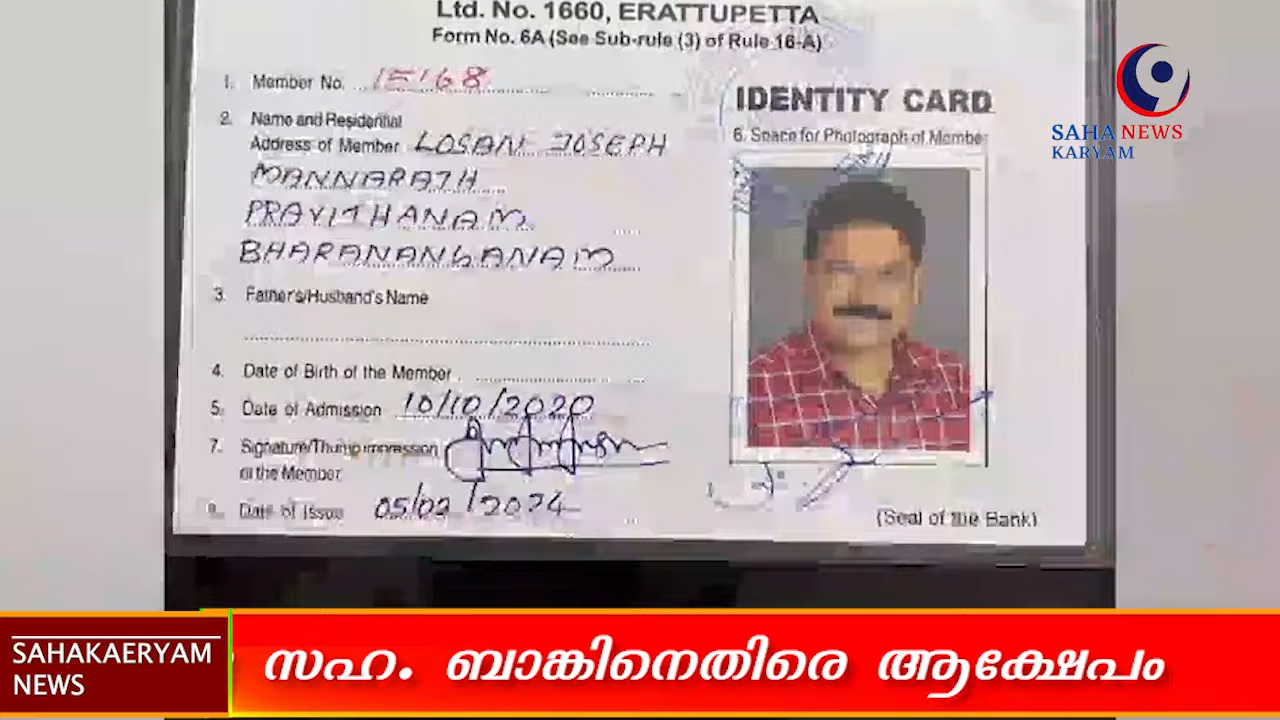 Ltd. No. 1660, ERATTUPETTA
Form No. 6A (See Sub-rule (3) of Rule 16-A)
1. Member No. 15168
2. Name and Residential
Address of Member LOSAN JOSEPH
MANNARATH
PRAVITHANAM
BHARANANGANAM
3. Father's/Husband's Name
4. Date of Birth of the Member
5. Date of Admission 10/10/2020
7. Signature/Thump impression
of the Member
8. Date of Issue 05/02/2024
IDENTITY CARD
6. Space for Photograph of Member
(Seal of the Bank)
SAHA NEWS
KARYAM
SAHAKAERYAM
NEWS
സഹ. ബാങ്കിനെതിരെ ആക്ഷേപം